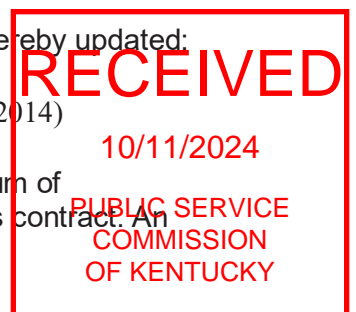 ereby updated:
RECEIVED
2014)
10/11/2024
um of
PUBLIC SERVICE
s contract. An
COMMISSION
OF KENTUCKY